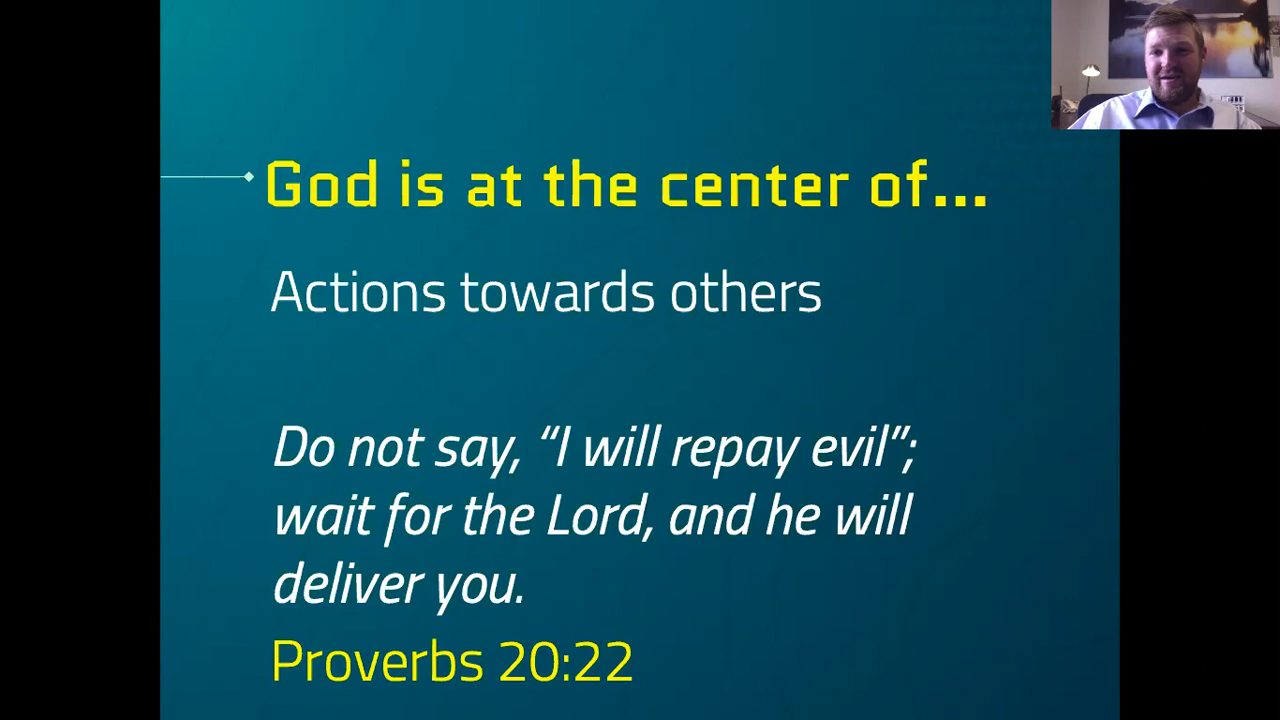 God is at the center of...
Actions towards others
Do not say, “I will repay evil”;
wait for the Lord, and he will
deliver you.
Proverbs 20:22